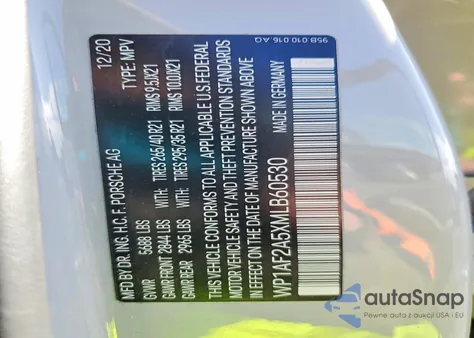 95B.010.016.AQ
MFD BY DR. ING. H.C. F. PORSCHE AG 12/20
GVWR 5688 LBS TYPE: MPV
GAWR FRONT 2844 LBS WITH: TIRES 265/40 R21 RIMS 9.5JX21
GAWR REAR 2965 LBS WITH: TIRES 295/35 R21 RIMS 10.0JX21
THIS VEHICLE CONFORMS TO ALL APPLICABLE U.S. FEDERAL
MOTOR VEHICLE SAFETY AND THEFT PREVENTION STANDARDS
IN EFFECT ON THE DATE OF MANUFACTURE SHOWN ABOVE
WP1AF2A5XMLB60530 MADE IN GERMANY
autaSnap
Pewne auta z aukcji USA i EU